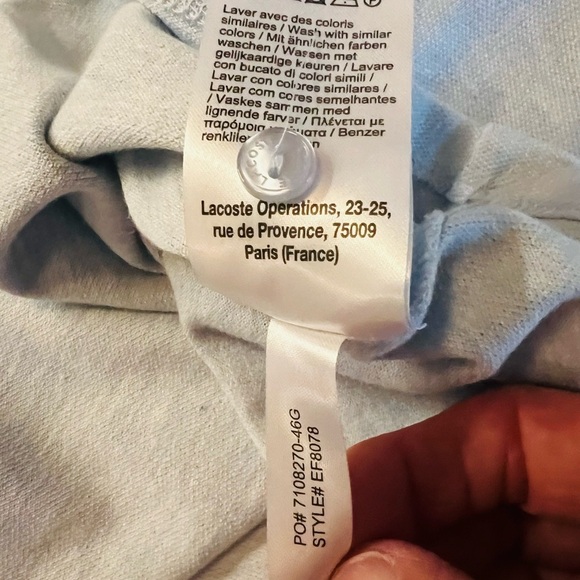 Laver avec des coloris
similaires / Wash with similar
colors / Mit ähnlichen farben
waschen / Wassen met
gelijkaardige kleuren / Lavare
con bucato di colori simili /
Lavar con colores similares /
Lavar com cores semelhantes
/ Vaskes sammen med
lignende farver / Πλένεται με
παρόμοια / Benzer
LACOSTE
Lacoste Operations, 23-25,
rue de Provence, 75009
Paris (France)
PO# 7108270-46G
STYLE# EF8078